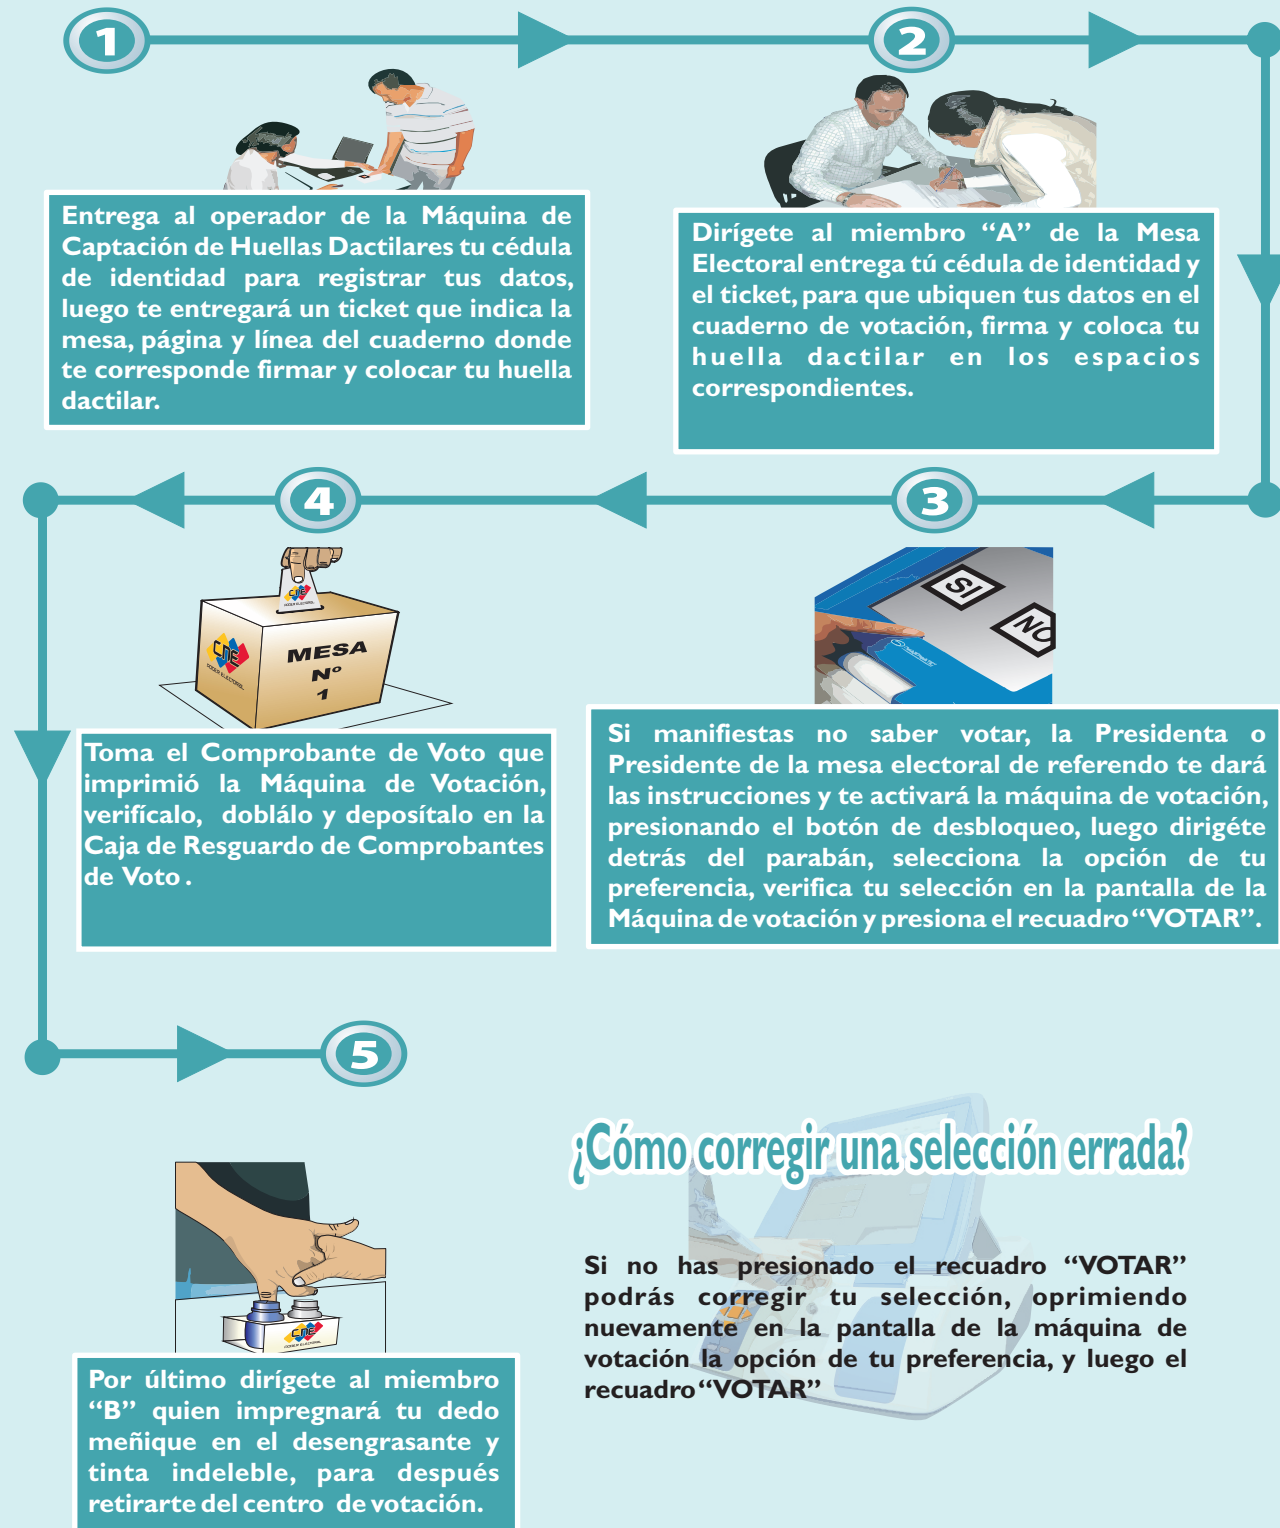 1
2
Entrega al operador de la Máquina de
Captación de Huellas Dactilares tu cédula
de identidad para registrar tus datos,
luego te entregará un ticket que indica la
mesa, página y línea del cuaderno donde
te corresponde firmar y colocar tu huella
dactilar.
Dirígete al miembro “A” de la Mesa
Electoral entrega tú cédula de identidad y
el ticket, para que ubiquen tus datos en el
cuaderno de votación, firma y coloca tu
huella dactilar en los espacios
correspondientes.
3
SI
NO
Si manifiestas no saber votar, la Presidenta o
Presidente de la mesa electoral de referendo te dará
las instrucciones y te activará la máquina de votación,
presionando el botón de desbloqueo, luego dirigéte
detrás del parabán, selecciona la opción de tu
preferencia, verifica tu selección en la pantalla de la
Máquina de votación y presiona el recuadro “VOTAR”.
4
CNE
PODER ELECTORAL
CNE
PODER ELECTORAL
MESA
Nº
1
Toma el Comprobante de Voto que
imprimió la Máquina de Votación,
verifícalo, doblálo y deposítalo en la
Caja de Resguardo de Comprobantes
de Voto .
5
CNE
PODER ELECTORAL
Por último dirígete al miembro
“B” quien impregnará tu dedo
meñique en el desengrasante y
tinta indeleble, para después
retirarte del centro de votación.
¿Cómo corregir una selección errada?
Si no has presionado el recuadro “VOTAR”
podrás corregir tu selección, oprimiendo
nuevamente en la pantalla de la máquina de
votación la opción de tu preferencia, y luego el
recuadro “VOTAR”